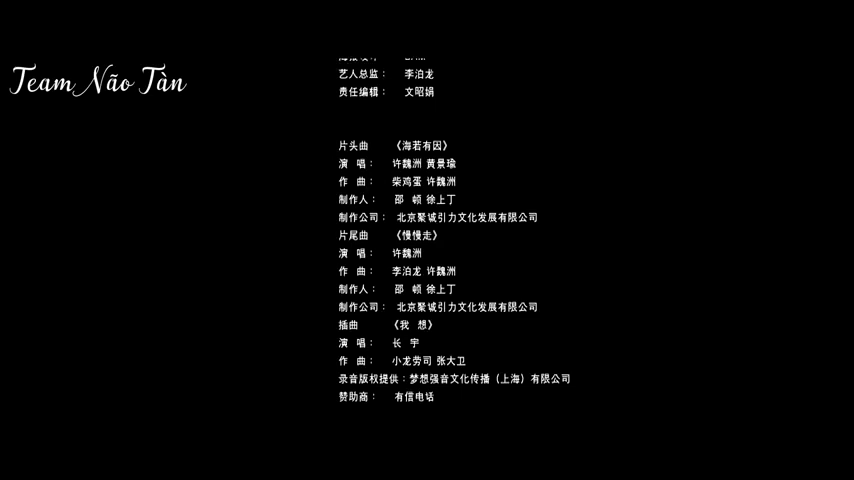 Team Não Tàn
艺人总监： 李泊龙
责任编辑： 文昭娟
片头曲 《海若有因》
演 唱： 许魏洲 黄景瑜
作 曲： 柴鸡蛋 许魏洲
制作人： 邵 顿 徐上丁
制作公司： 北京聚诚引力文化发展有限公司
片尾曲 《慢慢走》
演 唱： 许魏洲
作 曲： 李泊龙 许魏洲
制作人： 邵 顿 徐上丁
制作公司： 北京聚诚引力文化发展有限公司
插曲 《我 想》
演 唱： 长 宇
作 曲： 小龙劳司 张大卫
录音版权提供：梦想强音文化传播（上海）有限公司
赞助商： 有信电话